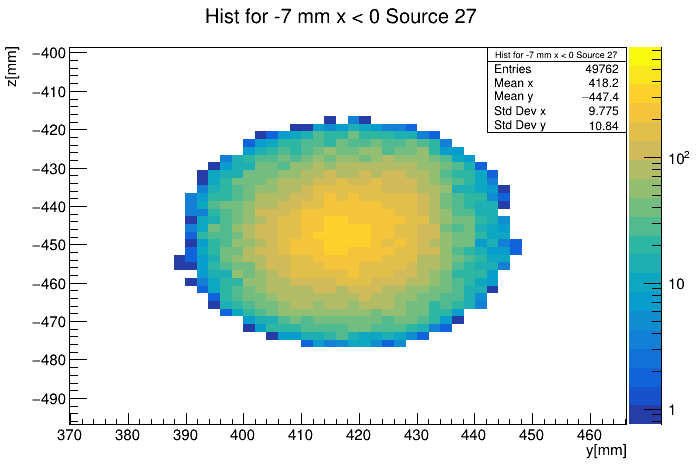 Hist for -7 mm x < 0 Source 27
z[mm]
Hist for -7 mm x < 0 Source 27
Entries 49762
Mean x 418.2
Mean y −447.4
Std Dev x 9.775
Std Dev y 10.84
−400
−410
−420
−430
−440
−450
−460
−470
−480
−490
370 380 390 400 410 420 430 440 450 460
y[mm]
10²
10
1